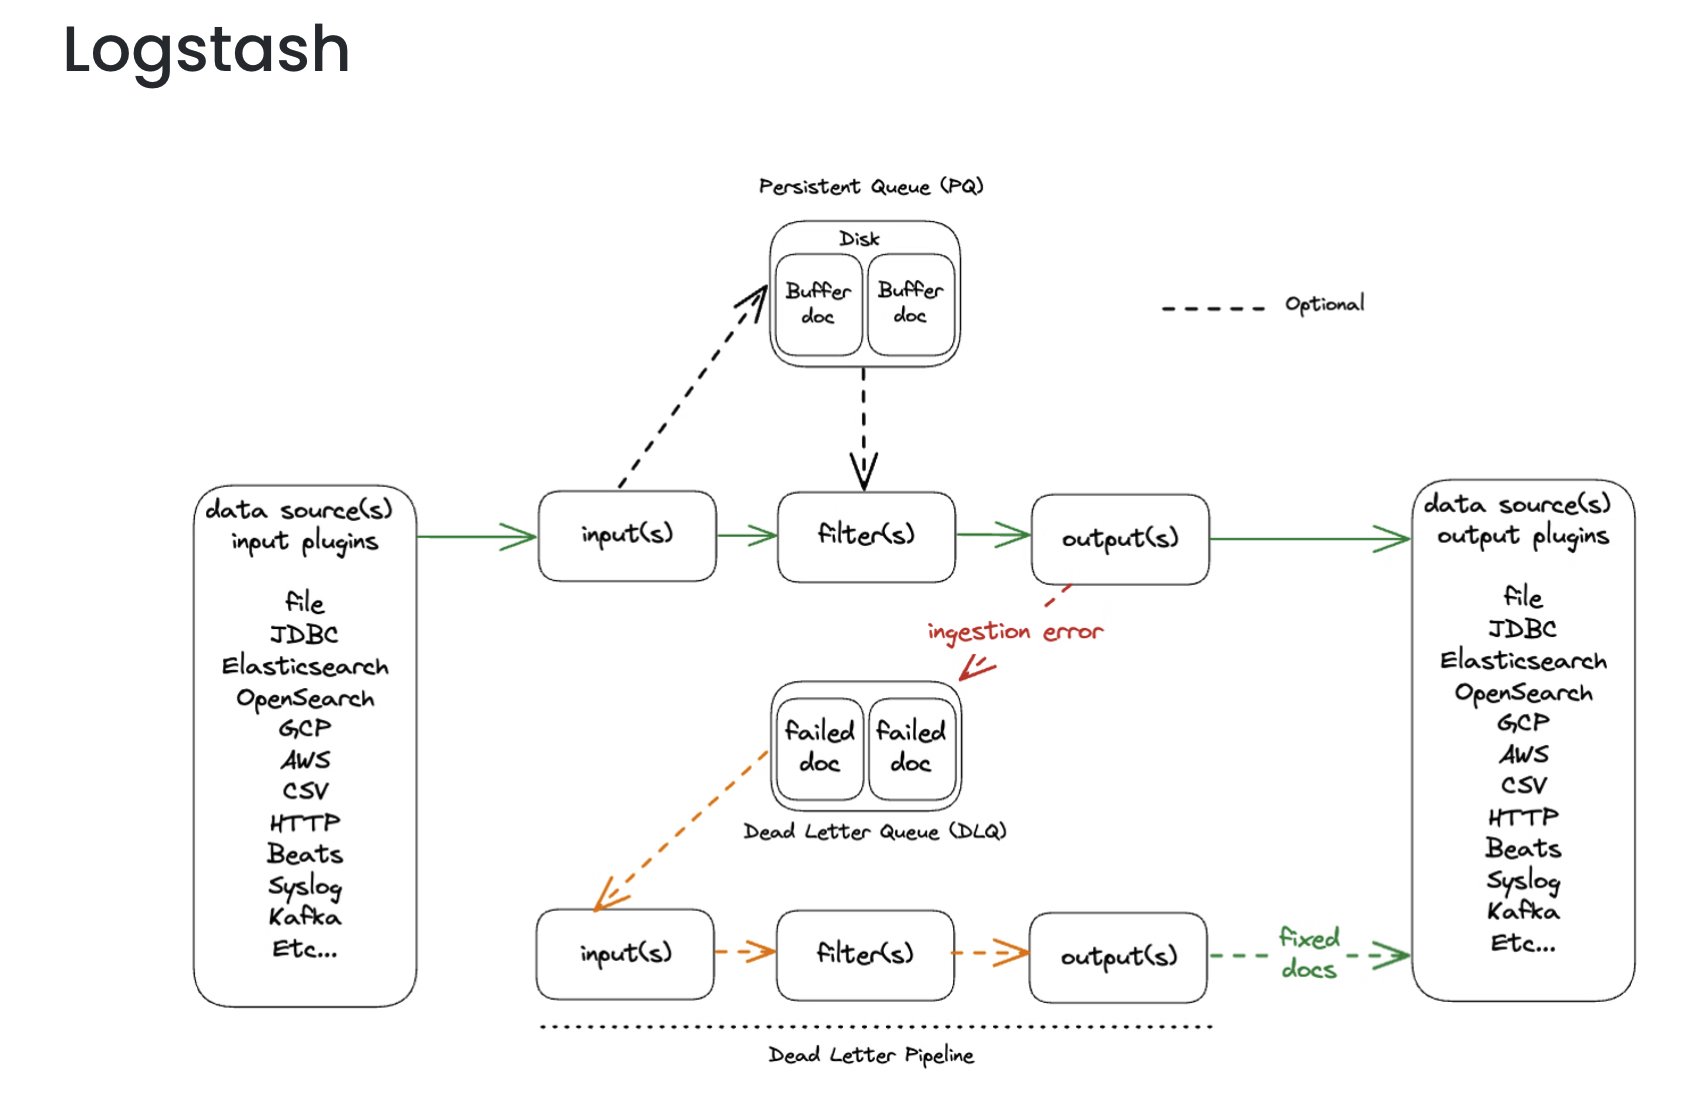 Logstash
Persistent Queue (PQ)
Disk
Buffer
doc
Buffer
doc
Optional
data source(s)
input plugins
file
JDBC
Elasticsearch
OpenSearch
GCP
AWS
CSV
HTTP
Beats
Syslog
Kafka
Etc...
input(s)
filter(s)
output(s)
data source(s)
output plugins
file
JDBC
Elasticsearch
OpenSearch
GCP
AWS
CSV
HTTP
Beats
Syslog
Kafka
Etc...
ingestion error
failed
doc
failed
doc
Dead Letter Queue (DLQ)
input(s)
filter(s)
output(s)
fixed
docs
Dead Letter Pipeline